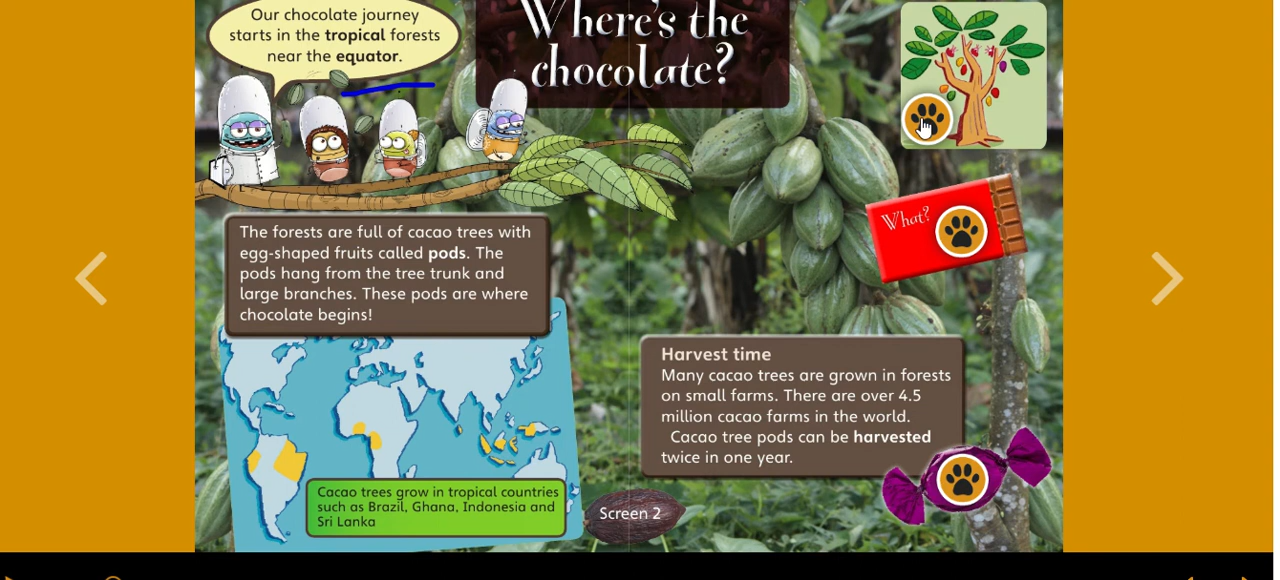 Our chocolate journey
starts in the tropical forests
near the equator.
Where's the
chocolate?
The forests are full of cacao trees with
egg-shaped fruits called pods. The
pods hang from the tree trunk and
large branches. These pods are where
chocolate begins!
What?
Harvest time
Many cacao trees are grown in forests
on small farms. There are over 4.5
million cacao farms in the world.
Cacao tree pods can be harvested
twice in one year.
Cacao trees grow in tropical countries
such as Brazil, Ghana, Indonesia and
Sri Lanka
Screen 2